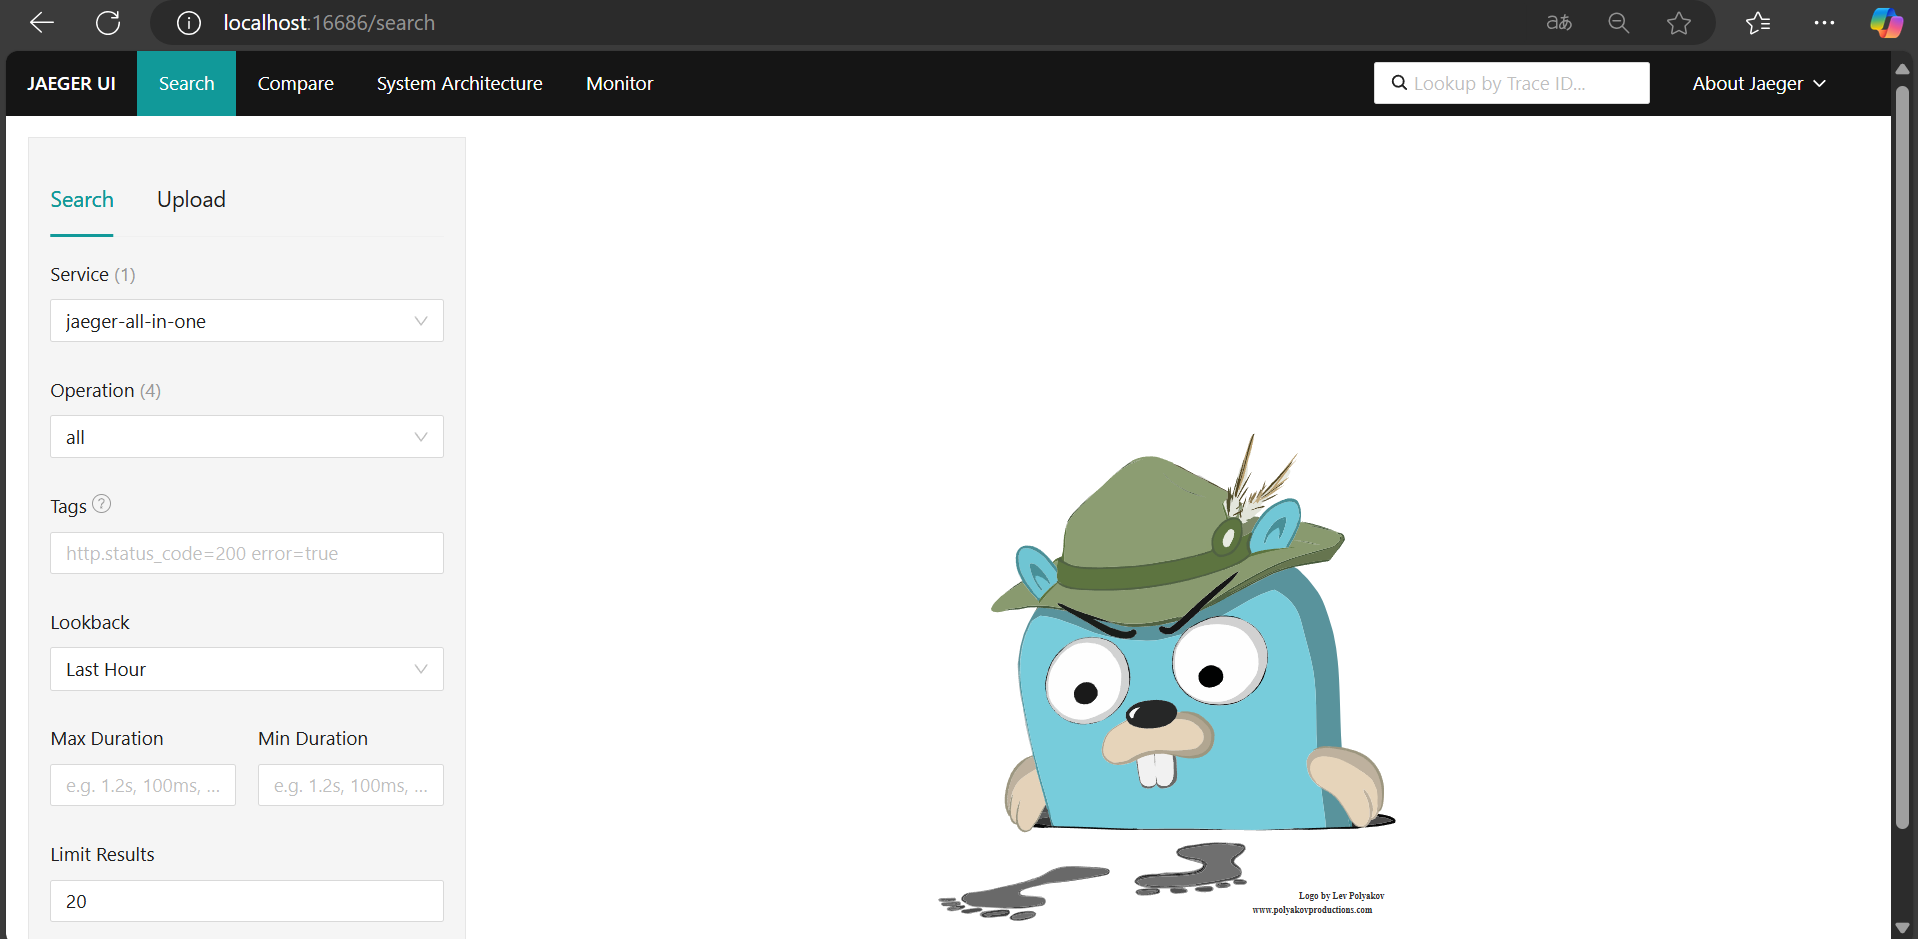 localhost:16686/search
aあ
JAEGER UI Search Compare System Architecture Monitor Lookup by Trace ID... About Jaeger
Search Upload
Service (1)
jaeger-all-in-one
Operation (4)
all
Tags ?
http.status_code=200 error=true
Lookback
Last Hour
Max Duration Min Duration
e.g. 1.2s, 100ms, ... e.g. 1.2s, 100ms, ...
Limit Results
20
Logo by Lev Polyakov
www.polyakovproductions.com